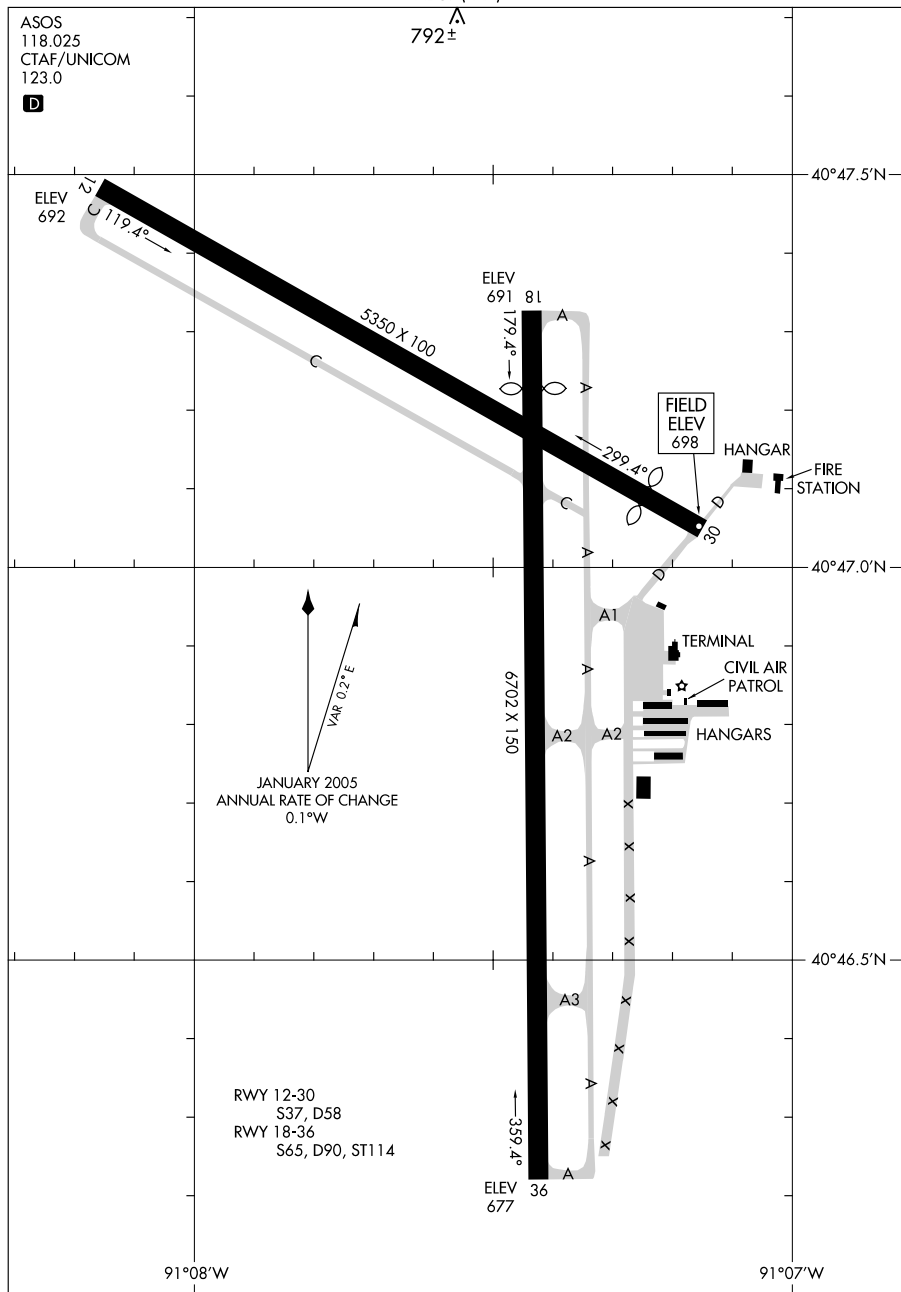 ASOS
118.025
CTAF/UNICOM
123.0
D
792±
40°47.5'N
12
ELEV
692
C
119.4°
5350 X 100
C
ELEV
691
18
A
179.4°
A
FIELD
ELEV
698
HANGAR
FIRE
STATION
299.4°
C
D
30
A
D
40°47.0'N
A1
TERMINAL
CIVIL AIR
PATROL
A
VAR 0.2° E
6702 X 150
A2
A2
HANGARS
JANUARY 2005
ANNUAL RATE OF CHANGE
0.1°W
X
X
A
X
X
40°46.5'N
A3
X
X
A
X
X
RWY 12-30
S37, D58
RWY 18-36
S65, D90, ST114
359.4°
A
ELEV
677
36
91°08'W
91°07'W